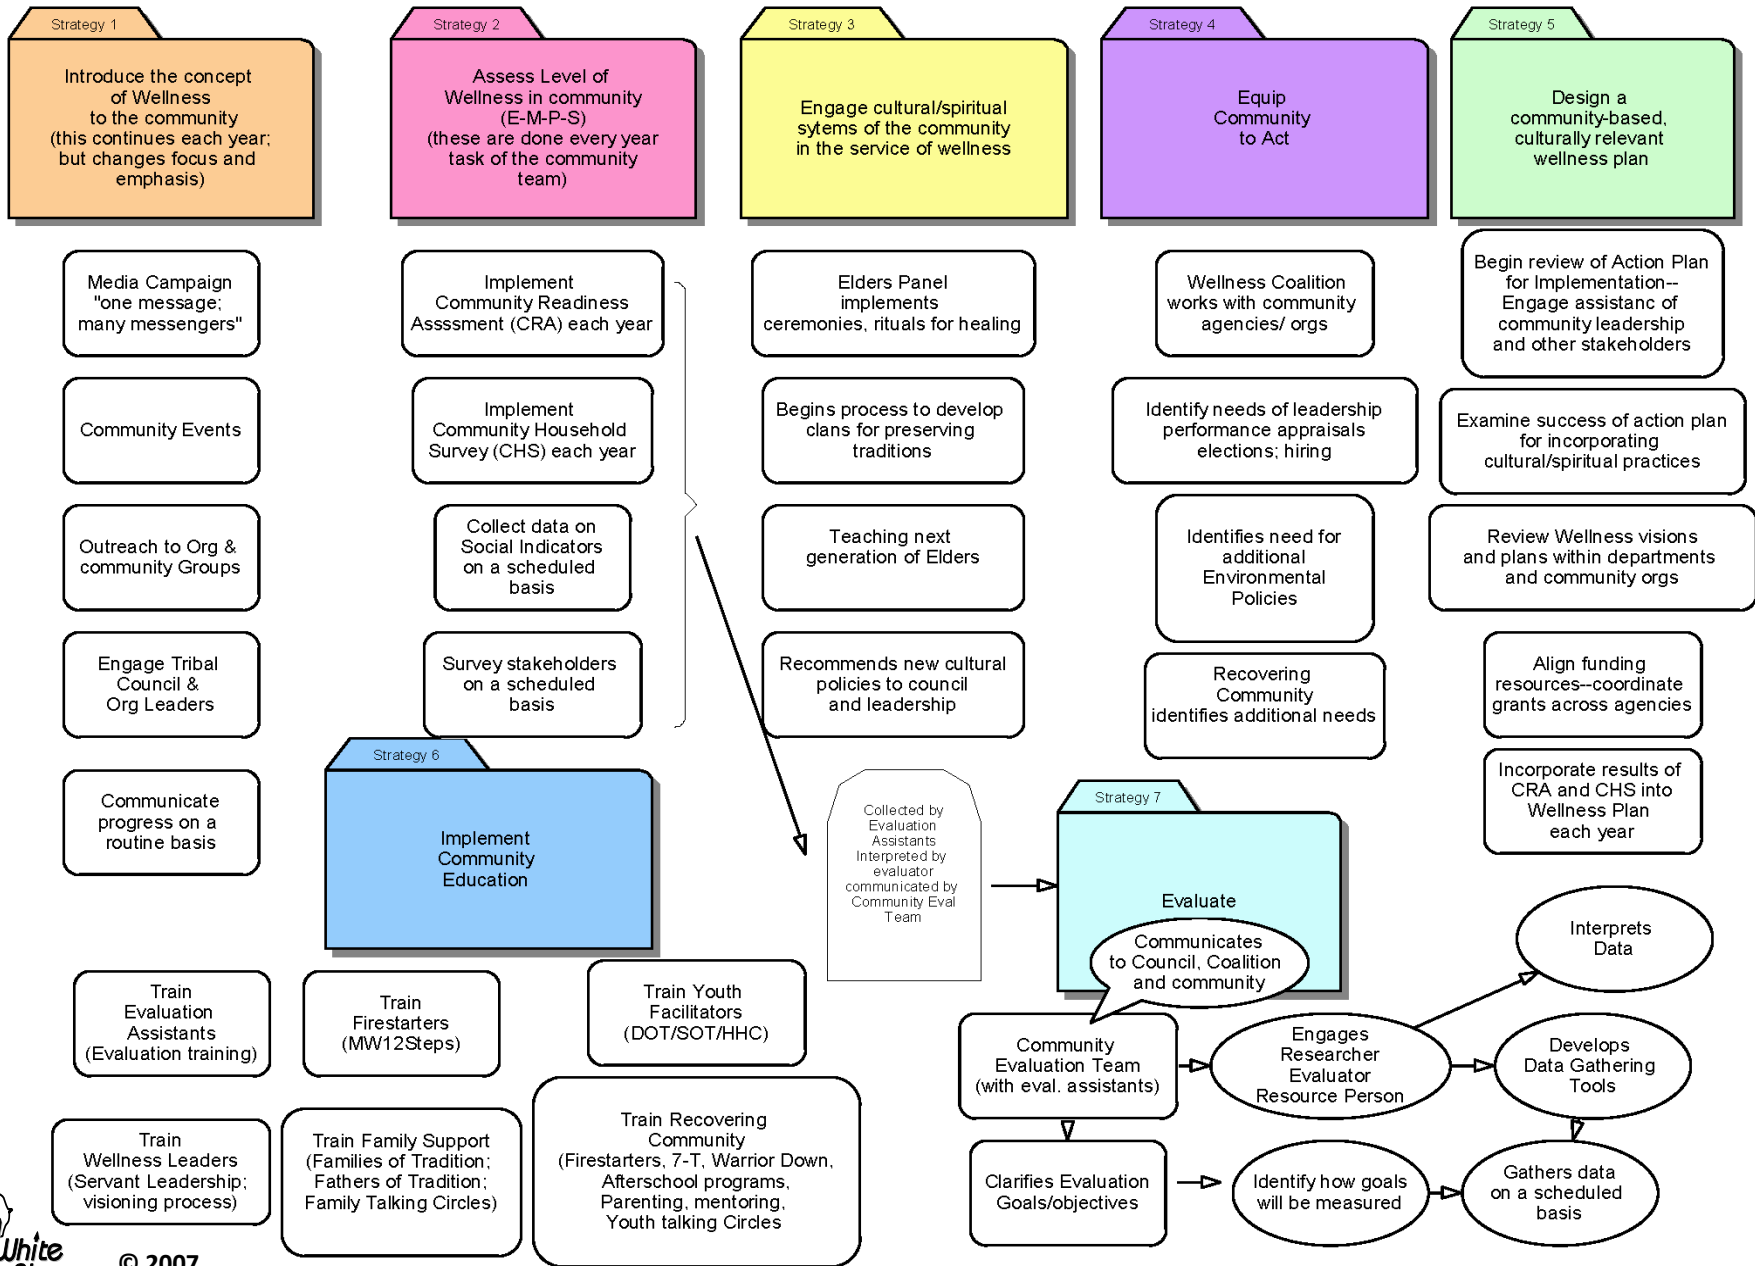 Strategy 1
Introduce the concept
of Wellness
to the community
(this continues each year;
but changes focus and
emphasis)
Strategy 2
Assess Level of
Wellness in community
(E-M-P-S)
(these are done every year
task of the community
team)
Strategy 3
Engage cultural/spiritual
sytems of the community
in the service of wellness
Strategy 4
Equip
Community
to Act
Strategy 5
Design a
community-based,
culturally relevant
wellness plan
Media Campaign
"one message;
many messengers"
Community Events
Outreach to Org &
community Groups
Engage Tribal
Council &
Org Leaders
Communicate
progress on a
routine basis
Implement
Community Readiness
Asssment (CRA) each year
Implement
Community Household
Survey (CHS) each year
Collect data on
Social Indicators
on a scheduled
basis
Survey stakeholders
on a scheduled
basis
Elders Panel
implements
ceremonies, rituals for healing
Begins process to develop
clans for preserving
traditions
Teaching next
generation of Elders
Recommends new cultural
policies to council
and leadership
Wellness Coalition
works with community
agencies/ orgs
Identify needs of leadership
performance appraisals
elections; hiring
Identifies need for
additional
Environmental
Policies
Recovering
Community
identifies additional needs
Begin review of Action Plan
for Implementation--
Engage assistanc of
community leadership
and other stakeholders
Examine success of action plan
for incorporating
cultural/spiritual practices
Review Wellness visions
and plans within departments
and community orgs
Align funding
resources--coordinate
grants across agencies
Incorporate results of
CRA and CHS into
Wellness Plan
each year
Strategy 6
Implement
Community
Education
Collected by
Evaluation
Assistants
Interpreted by
evaluator
communicated by
Community Eval
Team
Strategy 7
Evaluate
Communicates
to Council, Coalition
and community
Interprets
Data
Train
Evaluation
Assistants
(Evaluation training)
Train
Firestarters
(MW12Steps)
Train Youth
Facilitators
(DOT/SOT/HHC)
Community
Evaluation Team
(with eval. assistants)
Engages
Researcher
Evaluator
Resource Person
Develops
Data Gathering
Tools
Train
Wellness Leaders
(Servant Leadership;
visioning process)
Train Family Support
(Families of Tradition;
Fathers of Tradition;
Family Talking Circles)
Train Recovering
Community
(Firestarters, 7-T, Warrior Down,
Afterschool programs,
Parenting, mentoring,
Youth talking Circles
Clarifies Evaluation
Goals/objectives
Identify how goals
will be measured
Gathers data
on a scheduled
basis
White
© 2007